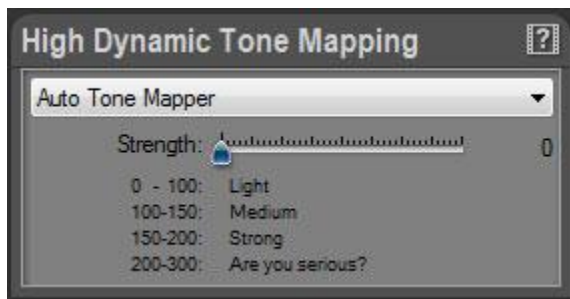 High Dynamic Tone Mapping ?
Auto Tone Mapper
Strength: 0
0 - 100: Light
100-150: Medium
150-200: Strong
200-300: Are you serious?